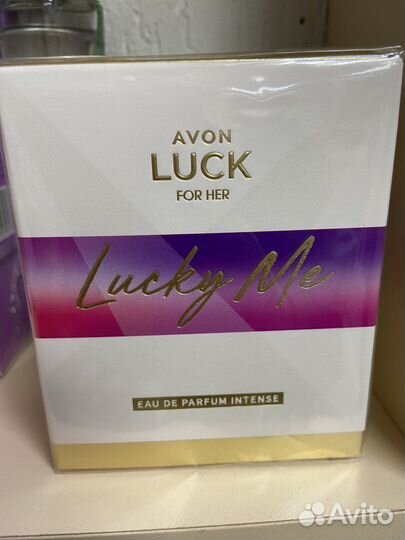 AVON
LUCK
FOR HER
Lucky Me
EAU DE PARFUM INTENSE
Avito